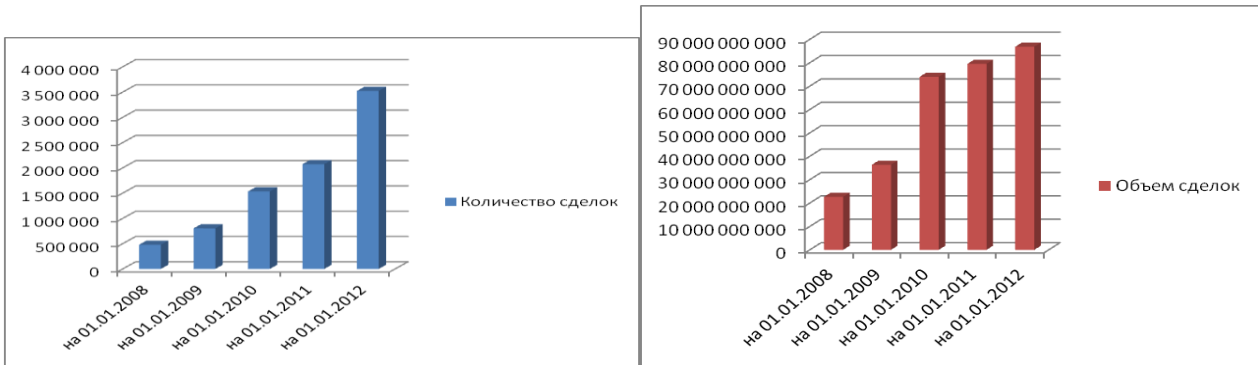 4 000 000
3 500 000
3 000 000
2 500 000
2 000 000
1 500 000
1 000 000
500 000
0
на 01.01.2008
на 01.01.2009
на 01.01.2010
на 01.01.2011
на 01.01.2012
Количество сделок
90 000 000 000
80 000 000 000
70 000 000 000
60 000 000 000
50 000 000 000
40 000 000 000
30 000 000 000
20 000 000 000
10 000 000 000
0
на 01.01.2008
на 01.01.2009
на 01.01.2010
на 01.01.2011
на 01.01.2012
Объем сделок